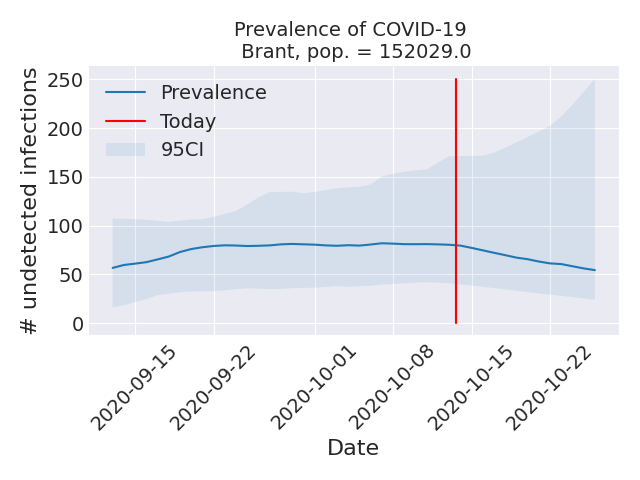 Prevalence of COVID-19
Brant, pop. = 152029.0
# undetected infections
250
200
150
100
50
0
Prevalence
Today
95CI
2020-09-15
2020-09-22
2020-10-01
2020-10-08
2020-10-15
2020-10-22
Date